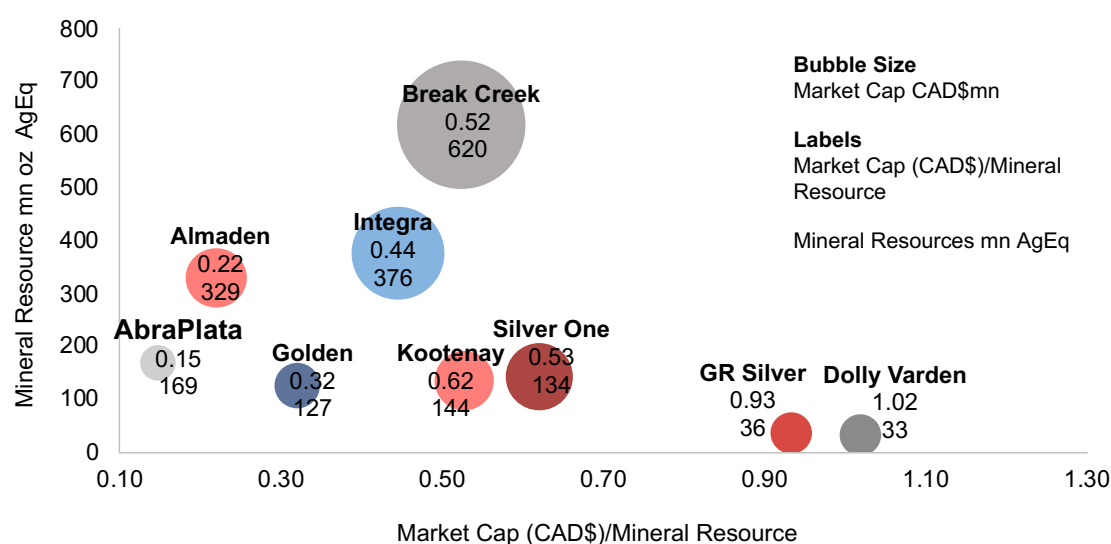 800
700
600
500
400
300
200
100
0
Mineral Resource mn oz AgEq
Break Creek
0.52
620
Integra
0.44
376
Almaden
0.22
329
AbraPlata
0.15
169
Golden
0.32
127
Kootenay
0.62
144
Silver One
0.53
134
GR Silver
0.93
36
Dolly Varden
1.02
33
Bubble Size
Market Cap CAD$mn
Labels
Market Cap (CAD$)/Mineral
Resource
Mineral Resources mn AgEq
0.10 0.30 0.50 0.70 0.90 1.10 1.30
Market Cap (CAD$)/Mineral Resource